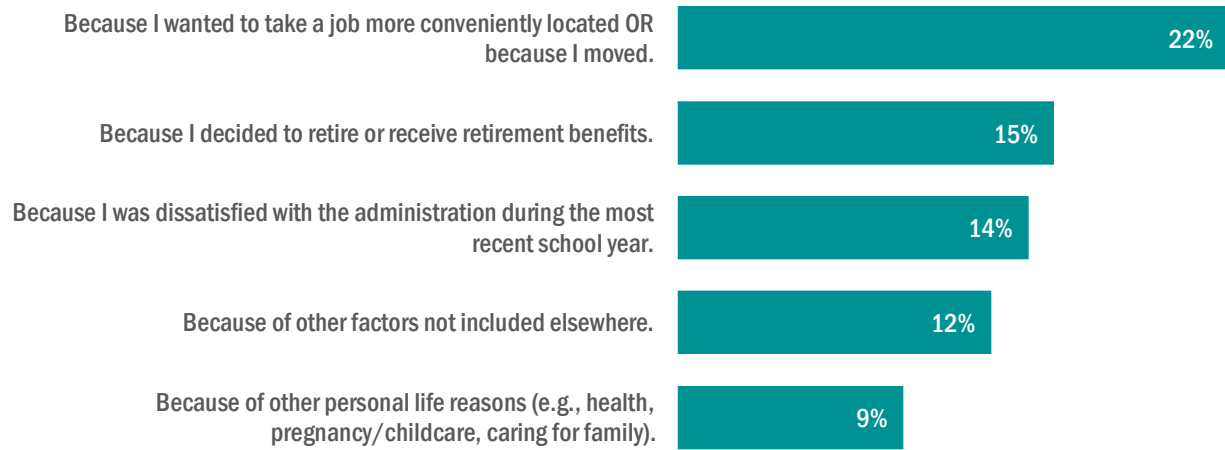 Because I wanted to take a job more conveniently located OR
because I moved.
22%
Because I decided to retire or receive retirement benefits.
15%
Because I was dissatisfied with the administration during the most
recent school year.
14%
Because of other factors not included elsewhere.
12%
Because of other personal life reasons (e.g., health,
pregnancy/childcare, caring for family).
9%